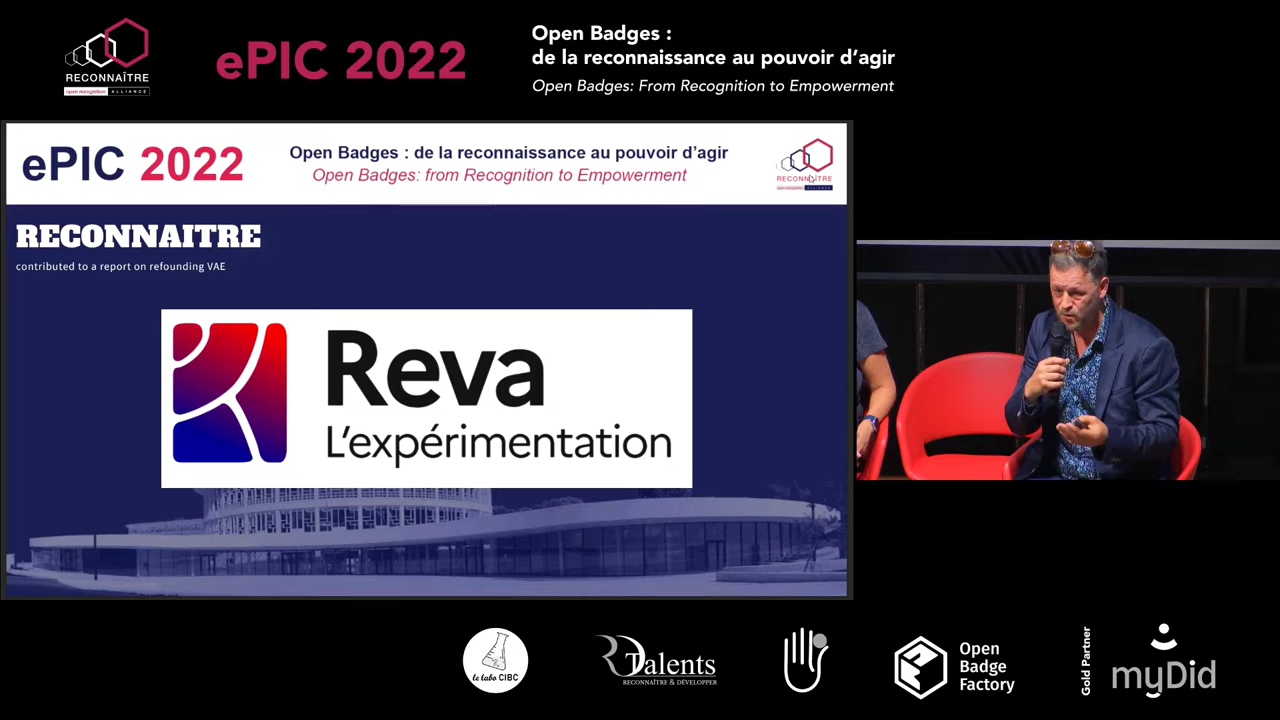 RECONNAÎTRE
open recognition ALLIANCE
ePIC 2022
Open Badges :
de la reconnaissance au pouvoir d'agir
Open Badges: From Recognition to Empowerment
ePIC 2022
Open Badges : de la reconnaissance au pouvoir d'agir
Open Badges: from Recognition to Empowerment
RECONNAÎTRE
RECONNAITRE
contributed to a report on refounding VAE
Reva
L'expérimentation
le labo CIBC
RDTalents
RECONNAÎTRE & DÉVELOPPER
Open
Badge
Factory
Gold Partner
myDid